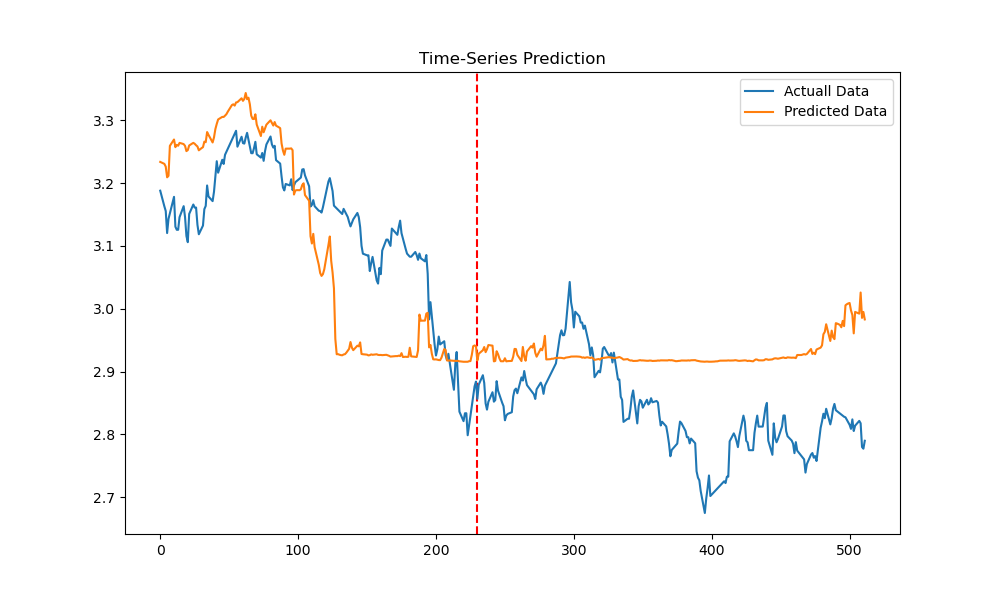 Time-Series Prediction
Actuall Data
Predicted Data
3.3
3.2
3.1
3.0
2.9
2.8
2.7
0 100 200 300 400 500